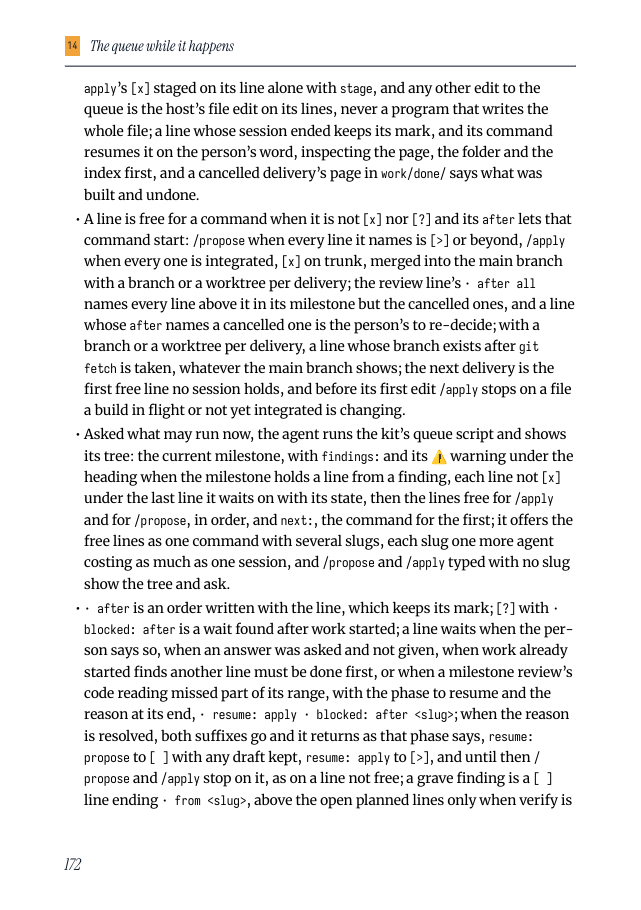 14 The queue while it happens
apply’s [x] staged on its line alone with stage, and any other edit to the
queue is the host’s file edit on its lines, never a program that writes the
whole file; a line whose session ended keeps its mark, and its command
resumes it on the person’s word, inspecting the page, the folder and the
index first, and a cancelled delivery’s page in work/done/ says what was
built and undone.
• A line is free for a command when it is not [x] nor [?] and its after lets that
command start: /propose when every line it names is [>] or beyond, /apply
when every one is integrated, [x] on trunk, merged into the main branch
with a branch or a worktree per delivery; the review line’s · after all
names every line above it in its milestone but the cancelled ones, and a line
whose after names a cancelled one is the person’s to re-decide; with a
branch or a worktree per delivery, a line whose branch exists after git
fetch is taken, whatever the main branch shows; the next delivery is the
first free line no session holds, and before its first edit /apply stops on a file
a build in flight or not yet integrated is changing.
• Asked what may run now, the agent runs the kit’s queue script and shows
its tree: the current milestone, with findings: and its ⚠️ warning under the
heading when the milestone holds a line from a finding, each line not [x]
under the last line it waits on with its state, then the lines free for /apply
and for /propose, in order, and next:, the command for the first; it offers the
free lines as one command with several slugs, each slug one more agent
costing as much as one session, and /propose and /apply typed with no slug
show the tree and ask.
• · after is an order written with the line, which keeps its mark; [?] with ·
blocked: after is a wait found after work started; a line waits when the per-
son says so, when an answer was asked and not given, when work already
started finds another line must be done first, or when a milestone review’s
code reading missed part of its range, with the phase to resume and the
reason at its end, · resume: apply · blocked: after <slug>; when the reason
is resolved, both suffixes go and it returns as that phase says, resume:
propose to [ ] with any draft kept, resume: apply to [>], and until then /
propose and /apply stop on it, as on a line not free; a grave finding is a [ ]
line ending · from <slug>, above the open planned lines only when verify is
172